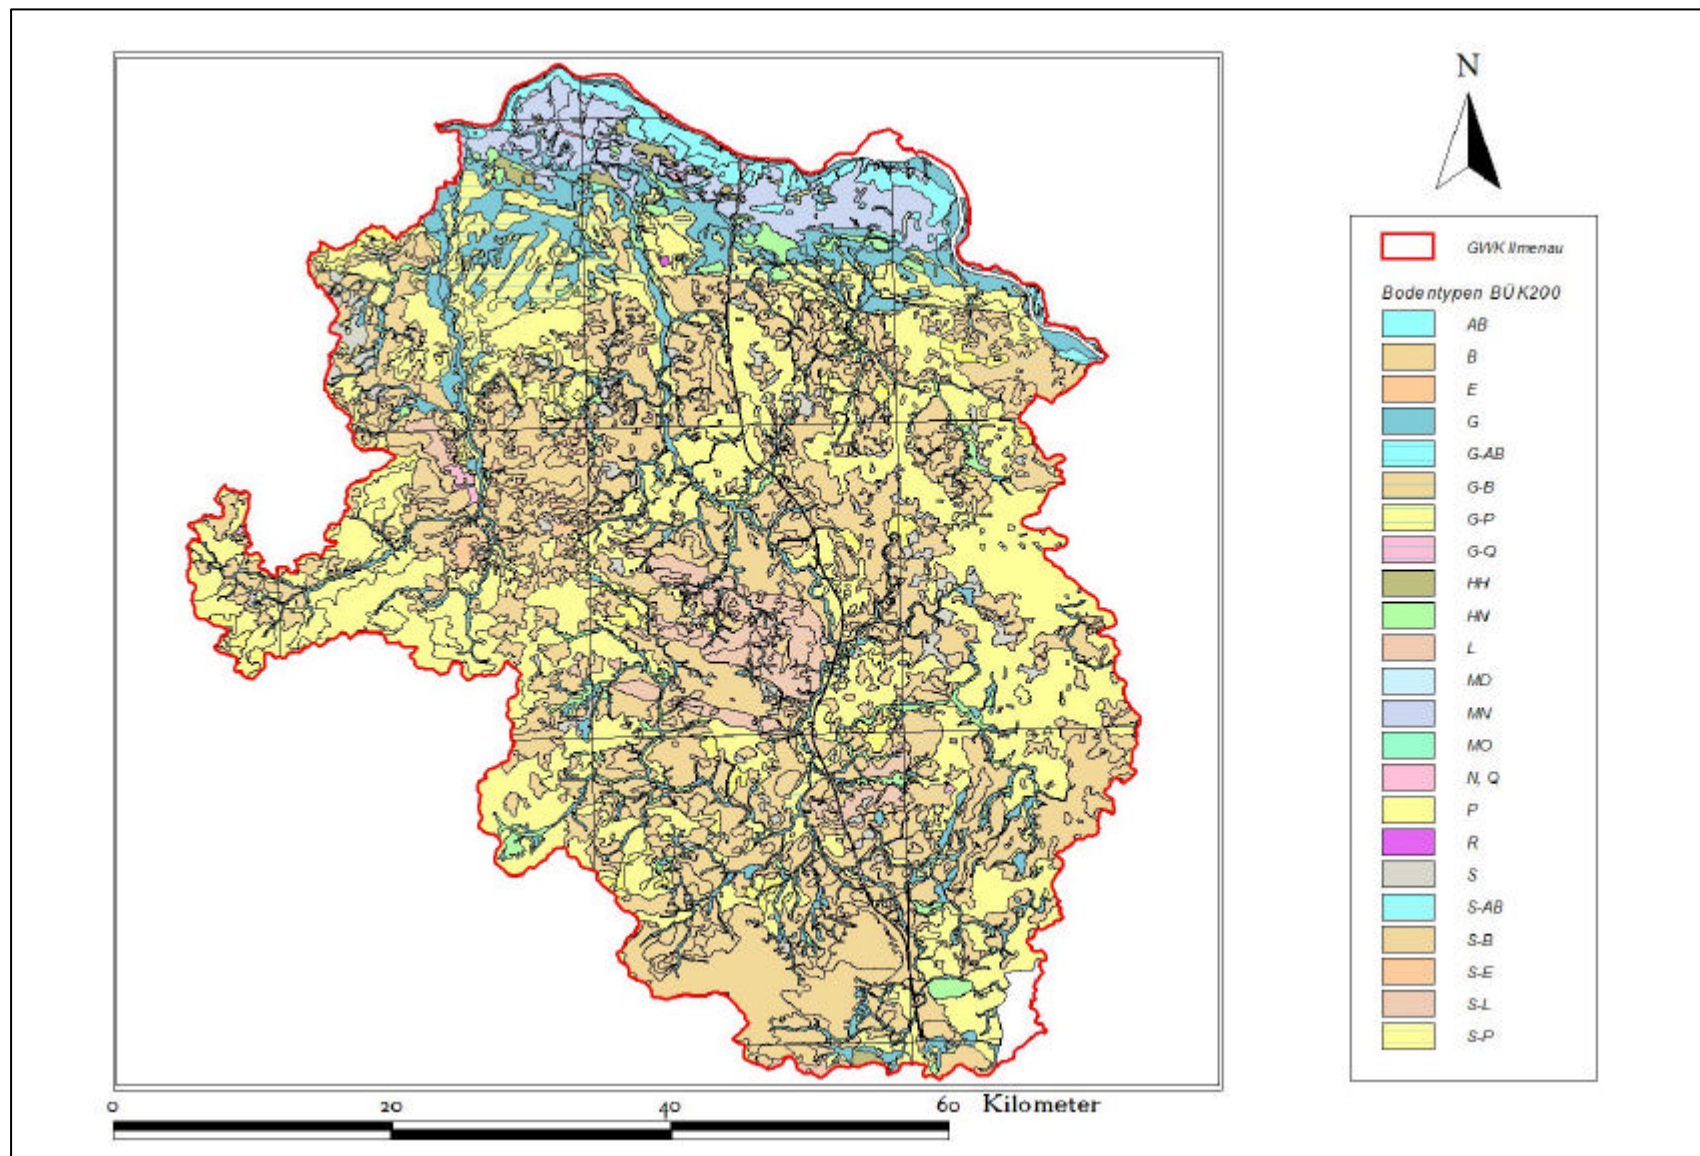 N
GWK Ilmenau
Bodentypen BÜK200
AB
B
E
G
G-AB
G-B
G-P
G-Q
HH
HN
L
MD
MN
MO
N, Q
P
R
S
S-AB
S-B
S-E
S-L
S-P
0 20 40 60 Kilometer